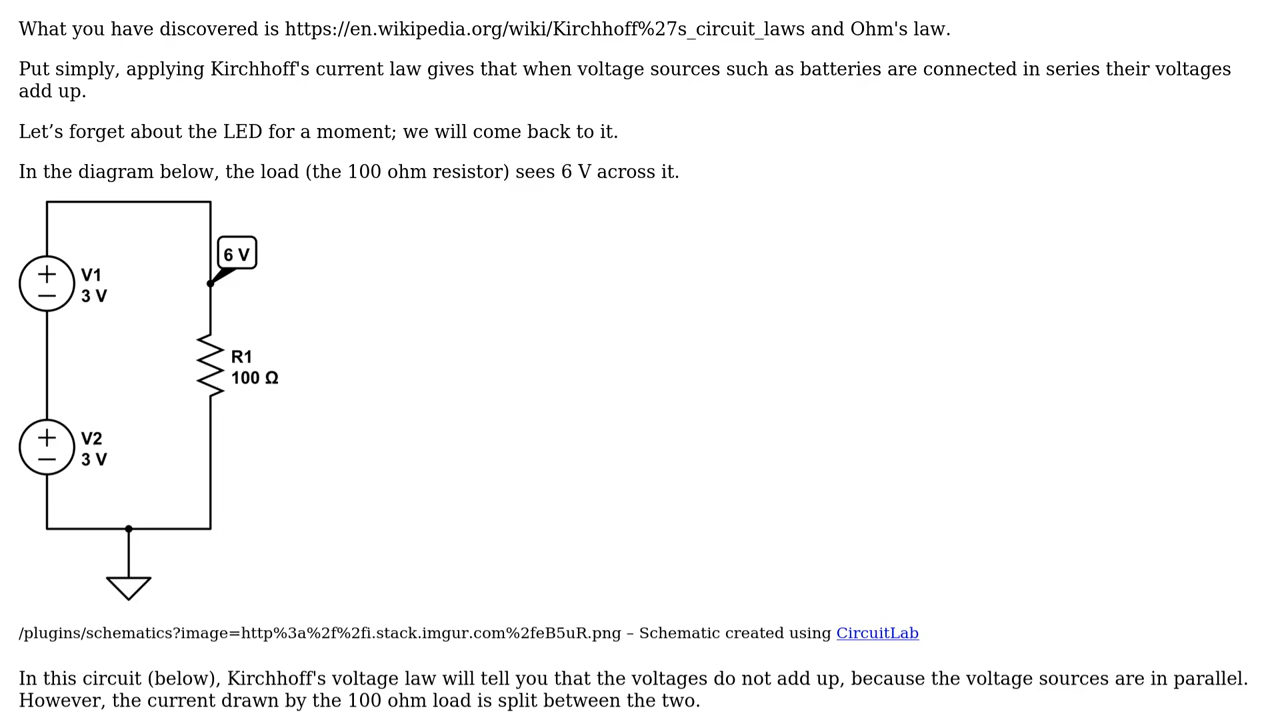 What you have discovered is https://en.wikipedia.org/wiki/Kirchhoff%27s_circuit_laws and Ohm's law.
Put simply, applying Kirchhoff's current law gives that when voltage sources such as batteries are connected in series their voltages
add up.
Let’s forget about the LED for a moment; we will come back to it.
In the diagram below, the load (the 100 ohm resistor) sees 6 V across it.
6 V
V1
3 V
R1
100 Ω
V2
3 V
/plugins/schematics?image=http%3a%2f%2fi.stack.imgur.com%2feB5uR.png – Schematic created using CircuitLab
In this circuit (below), Kirchhoff's voltage law will tell you that the voltages do not add up, because the voltage sources are in parallel.
However, the current drawn by the 100 ohm load is split between the two.